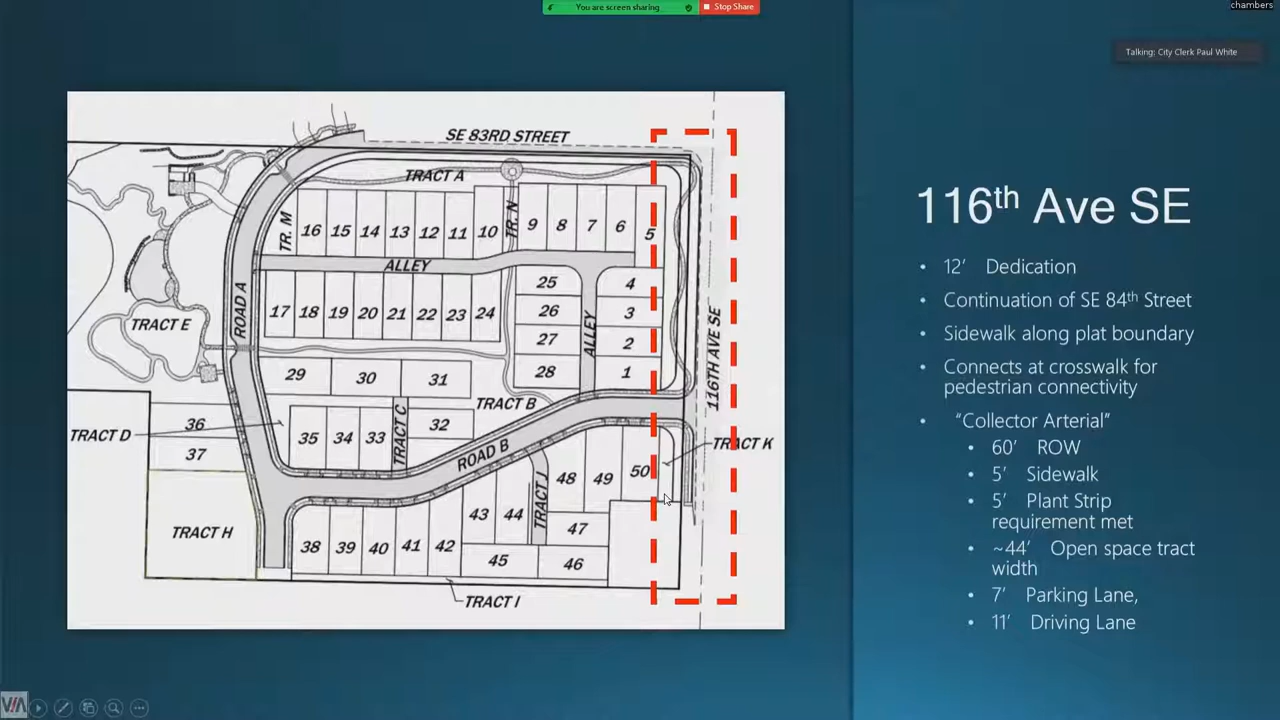 You are screen sharing
Stop Share
chambers
Talking: City Clerk Paul White
SE 83RD STREET
TRACT A
TR. M
16 15 14 13 12 11 10
TR. N
9 8 7 6 5
ALLEY
17 18 19 20 21 22 23 24
25
26
27
28
ALLEY
4
3
2
1
ROAD A
TRACT E
116TH AVE SE
29 30 31
TRACT B
32
TRACT C
35 34 33
36
37
TRACT D
ROAD B
TRACT K
48 49 50
43 44
TRACT J
47
TRACT H
38 39 40 41 42
45 46
TRACT I
116th Ave SE
• 12' Dedication
• Continuation of SE 84th Street
• Sidewalk along plat boundary
• Connects at crosswalk for
pedestrian connectivity
• “Collector Arterial”
• 60' ROW
• 5' Sidewalk
• 5' Plant Strip
requirement met
• ~44' Open space tract
width
• 7' Parking Lane,
• 11' Driving Lane
VIA